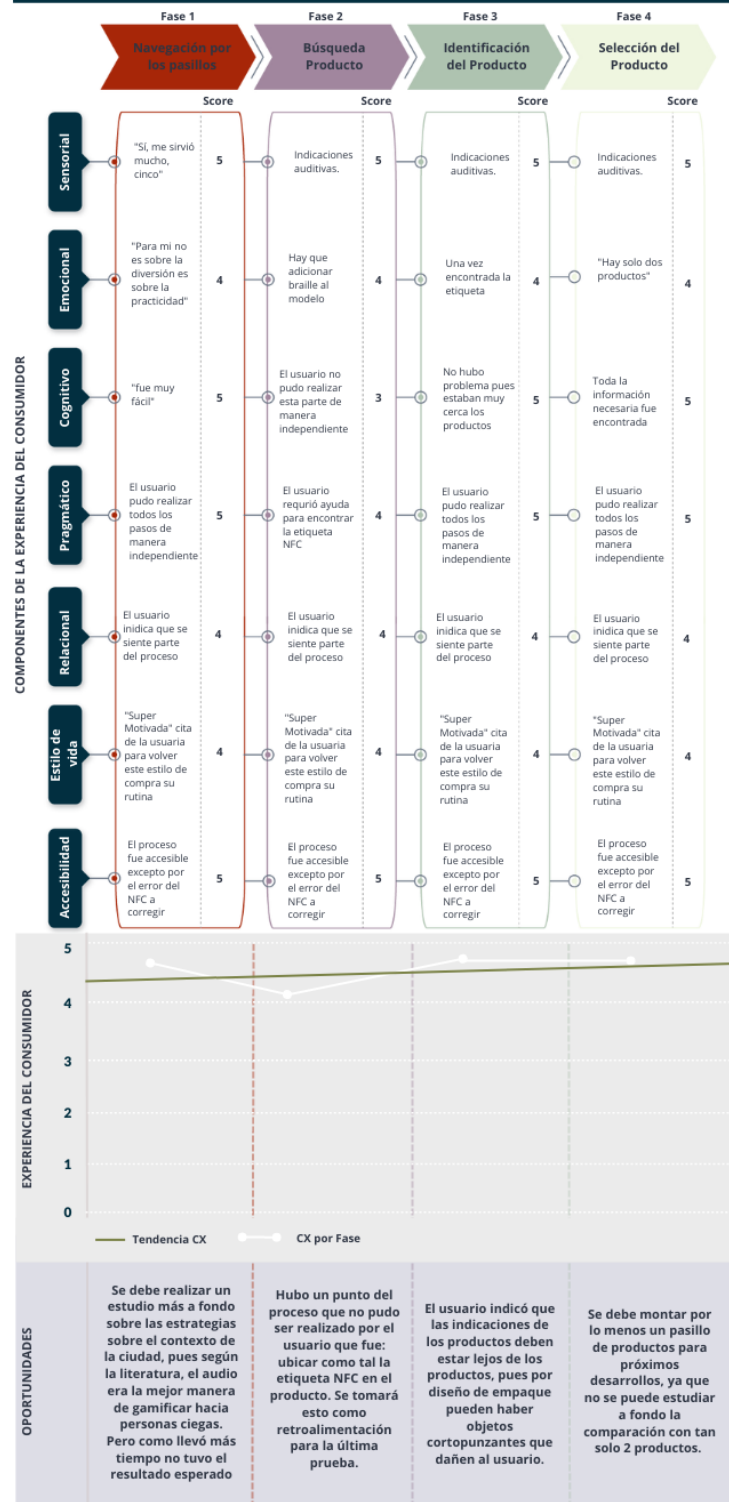 Fase 1
Fase 2
Fase 3
Fase 4
Navegación por
los pasillos
Búsqueda
Producto
Identificación
del Producto
Selección del
Producto
Score
Score
Score
Score
COMPONENTES DE LA EXPERIENCIA DEL CONSUMIDOR
Sensorial
"Sí, me sirvió
mucho,
cinco"
5
Indicaciones
auditivas.
5
Indicaciones
auditivas.
5
Indicaciones
auditivas.
5
Emocional
"Para mi no
es sobre la
diversión es
sobre la
practicidad"
4
Hay que
adicionar
braille al
modelo
4
Una vez
encontrada la
etiqueta
4
"Hay solo dos
productos"
4
Cognitivo
"fue muy
fácil"
5
El usuario no
pudo realizar
esta parte de
manera
independiente
3
No hubo
problema pues
estaban muy
cerca los
productos
5
Toda la
información
necesaria fue
encontrada
5
Pragmático
El usuario
pudo realizar
todos los
pasos de
manera
independiente
5
El usuario
requrió ayuda
para encontrar
la etiqueta
NFC
4
El usuario
pudo realizar
todos los
pasos de
manera
independiente
5
El usuario
pudo realizar
todos los
pasos de
manera
independiente
5
Relacional
El usuario
inidica que se
siente parte
del proceso
4
El usuario
inidica que se
siente parte
del proceso
4
El usuario
inidica que se
siente parte
del proceso
4
El usuario
inidica que se
siente parte
del proceso
4
Estilo de
vida
"Super
Motivada" cita
de la usuaria
para volver
este estilo de
compra su
rutina
4
"Super
Motivada" cita
de la usuaria
para volver
este estilo de
compra su
rutina
4
"Super
Motivada" cita
de la usuaria
para volver
este estilo de
compra su
rutina
4
"Super
Motivada" cita
de la usuaria
para volver
este estilo de
compra su
rutina
4
Accesibilidad
El proceso
fue accesible
excepto por
el error del
NFC a
corregir
5
El proceso
fue accesible
excepto por
el error del
NFC a
corregir
5
El proceso
fue accesible
excepto por
el error del
NFC a
corregir
5
El proceso
fue accesible
excepto por
el error del
NFC a
corregir
5
EXPERIENCIA DEL CONSUMIDOR
5
4
3
2
1
0
Tendencia CX
CX por Fase
OPORTUNIDADES
Se debe realizar un
estudio más a fondo
sobre las estrategias
sobre el contexto de
la ciudad, pues según
la literatura, el audio
era la mejor manera
de gamificar hacia
personas ciegas.
Pero como llevó más
tiempo no tuvo el
resultado esperado
Hubo un punto del
proceso que no pudo
ser realizado por el
usuario que fue:
ubicar como tal la
etiqueta NFC en el
producto. Se tomará
esto como
retroalimentación
para la última
prueba.
El usuario indicó que
las indicaciones de
los productos deben
estar lejos de los
productos, pues por
diseño de empaque
pueden haber
objetos
cortopunzantes que
dañen al usuario.
Se debe montar por
lo menos un pasillo
de productos para
próximos
desarrollos, ya que
no se puede estudiar
a fondo la
comparación con tan
solo 2 productos.